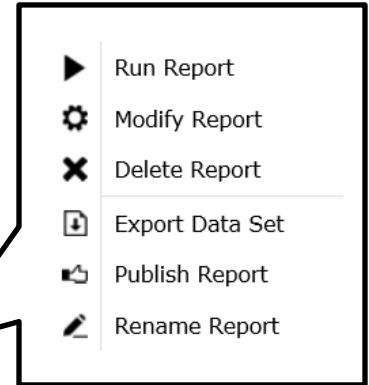 Run Report
Modify Report
Delete Report
Export Data Set
Publish Report
Rename Report